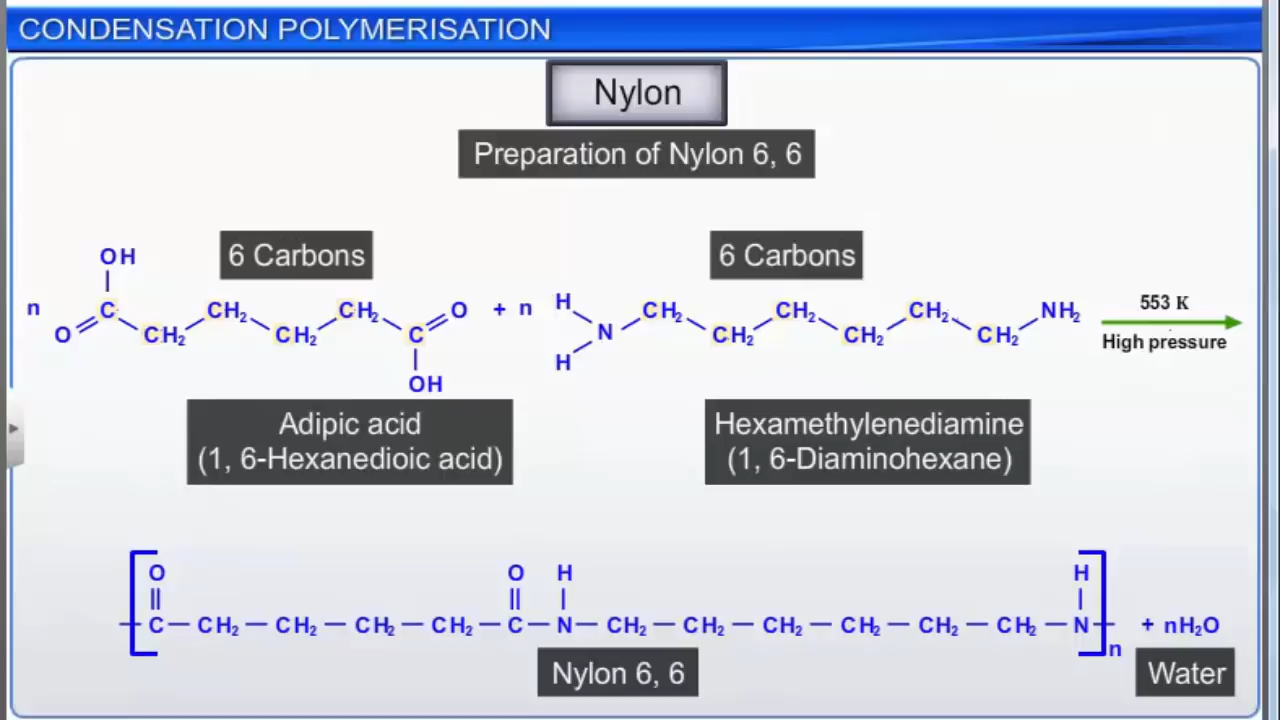 CONDENSATION POLYMERISATION
Nylon
Preparation of Nylon 6, 6
6 Carbons
6 Carbons
OH
n
O
C
CH₂
CH₂
CH₂
CH₂
C
O
OH
+ n
H
H
N
CH₂
CH₂
CH₂
CH₂
CH₂
CH₂
NH₂
553 K
High pressure
Adipic acid
(1, 6-Hexanedioic acid)
Hexamethylenediamine
(1, 6-Diaminohexane)
O O H H
C — CH₂ — CH₂ — CH₂ — CH₂ — C — N — CH₂ — CH₂ — CH₂ — CH₂ — CH₂ — CH₂ — N — + nH₂O
n
Nylon 6, 6
Water